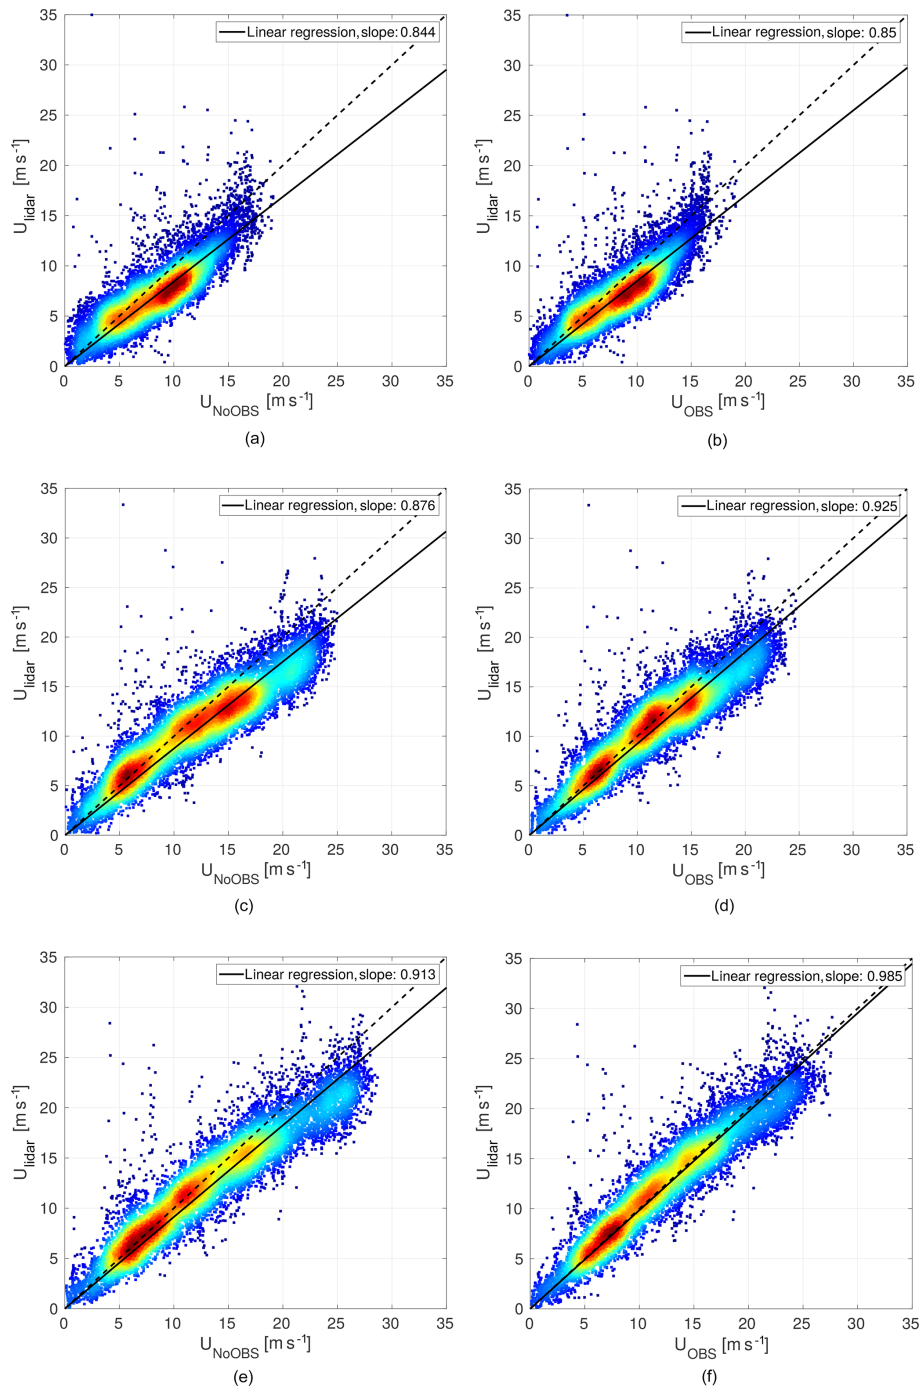 35
30
25
20
15
10
5
0
U_lidar [m s⁻¹]
Linear regression, slope: 0.844
0 5 10 15 20 25 30 35
U_NoOBS [m s⁻¹]
(a)
35
30
25
20
15
10
5
0
U_lidar [m s⁻¹]
Linear regression, slope: 0.85
0 5 10 15 20 25 30 35
U_OBS [m s⁻¹]
(b)
35
30
25
20
15
10
5
0
U_lidar [m s⁻¹]
Linear regression, slope: 0.876
0 5 10 15 20 25 30 35
U_NoOBS [m s⁻¹]
(c)
35
30
25
20
15
10
5
0
U_lidar [m s⁻¹]
Linear regression, slope: 0.925
0 5 10 15 20 25 30 35
U_OBS [m s⁻¹]
(d)
35
30
25
20
15
10
5
0
U_lidar [m s⁻¹]
Linear regression, slope: 0.913
0 5 10 15 20 25 30 35
U_NoOBS [m s⁻¹]
(e)
35
30
25
20
15
10
5
0
U_lidar [m s⁻¹]
Linear regression, slope: 0.985
0 5 10 15 20 25 30 35
U_OBS [m s⁻¹]
(f)